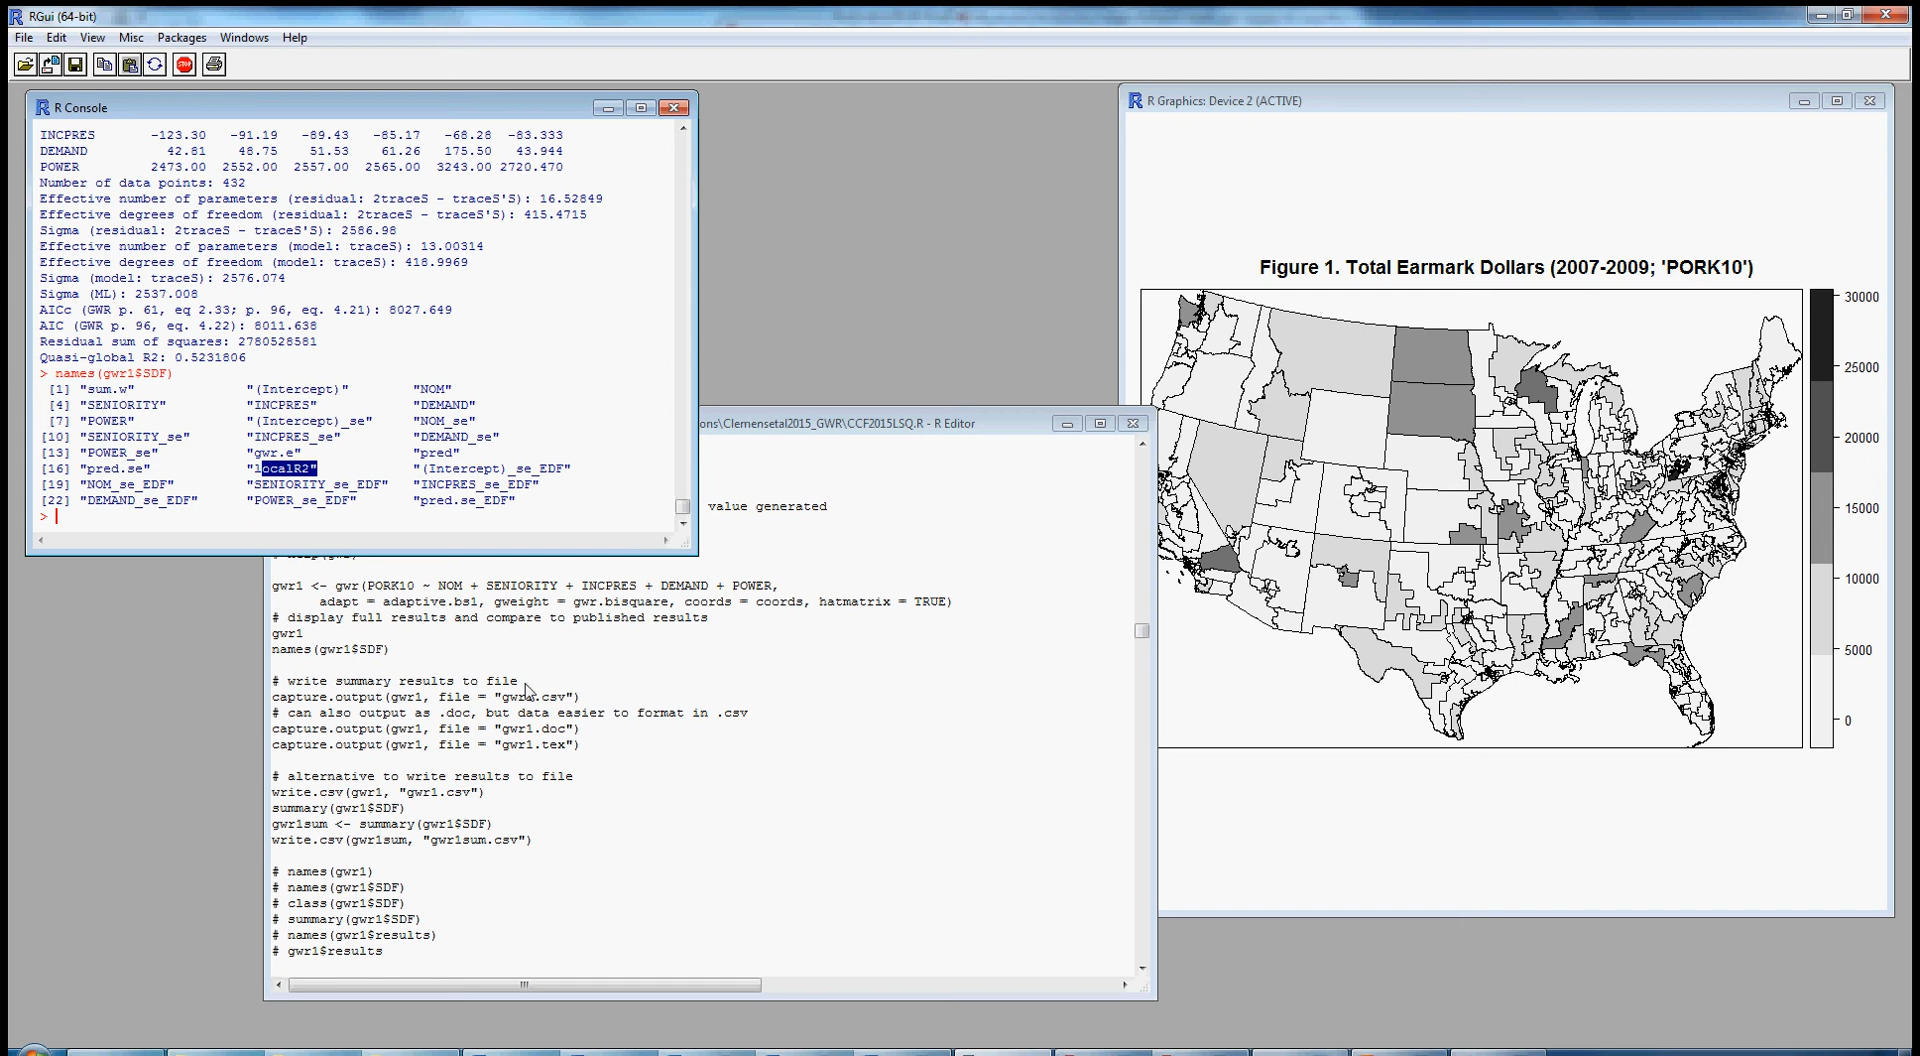 RGui (64-bit)
File Edit View Misc Packages Windows Help
STOP
R Console
INCPRES -123.30 -91.19 -89.43 -85.17 -68.28 -83.333
DEMAND 42.81 48.75 51.53 61.26 175.50 43.944
POWER 2473.00 2552.00 2557.00 2565.00 3243.00 2720.470
Number of data points: 432
Effective number of parameters (residual: 2traceS - traceS'S): 16.52849
Effective degrees of freedom (residual: 2traceS - traceS'S): 415.4715
Sigma (residual: 2traceS - traceS'S): 2586.98
Effective number of parameters (model: traceS): 13.00314
Effective degrees of freedom (model: traceS): 418.9969
Sigma (model: traceS): 2576.074
Sigma (ML): 2537.008
AICc (GWR p. 61, eq 2.33; p. 96, eq. 4.21): 8027.649
AIC (GWR p. 96, eq. 4.22): 8011.638
Residual sum of squares: 2780528581
Quasi-global R2: 0.5231806
> names(gwr1$SDF)
[1] "sum.w" "(Intercept)" "NOM"
[4] "SENIORITY" "INCPRES" "DEMAND"
[7] "POWER" "(Intercept)_se" "NOM_se"
[10] "SENIORITY_se" "INCPRES_se" "DEMAND_se"
[13] "POWER_se" "gwr.e" "pred"
[16] "pred.se" "localR2" "(Intercept)_se_EDF"
[19] "NOM_se_EDF" "SENIORITY_se_EDF" "INCPRES_se_EDF"
[22] "DEMAND_se_EDF" "POWER_se_EDF" "pred.se_EDF"
>
ons\Clemensetal2015_GWR\CCF2015LSQ.R - R Editor
value generated
gwr1 <- gwr(PORK10 ~ NOM + SENIORITY + INCPRES + DEMAND + POWER,
adapt = adaptive.bs1, gweight = gwr.bisquare, coords = coords, hatmatrix = TRUE)
# display full results and compare to published results
gwr1
names(gwr1$SDF)
# write summary results to file
capture.output(gwr1, file = "gwr1.csv")
# can also output as .doc, but data easier to format in .csv
capture.output(gwr1, file = "gwr1.doc")
capture.output(gwr1, file = "gwr1.tex")
# alternative to write results to file
write.csv(gwr1, "gwr1.csv")
summary(gwr1$SDF)
gwr1sum <- summary(gwr1$SDF)
write.csv(gwr1sum, "gwr1sum.csv")
# names(gwr1)
# names(gwr1$SDF)
# class(gwr1$SDF)
# summary(gwr1$SDF)
# names(gwr1$results)
# gwr1$results
R Graphics: Device 2 (ACTIVE)
Figure 1. Total Earmark Dollars (2007-2009; 'PORK10')
30000
25000
20000
15000
10000
5000
0